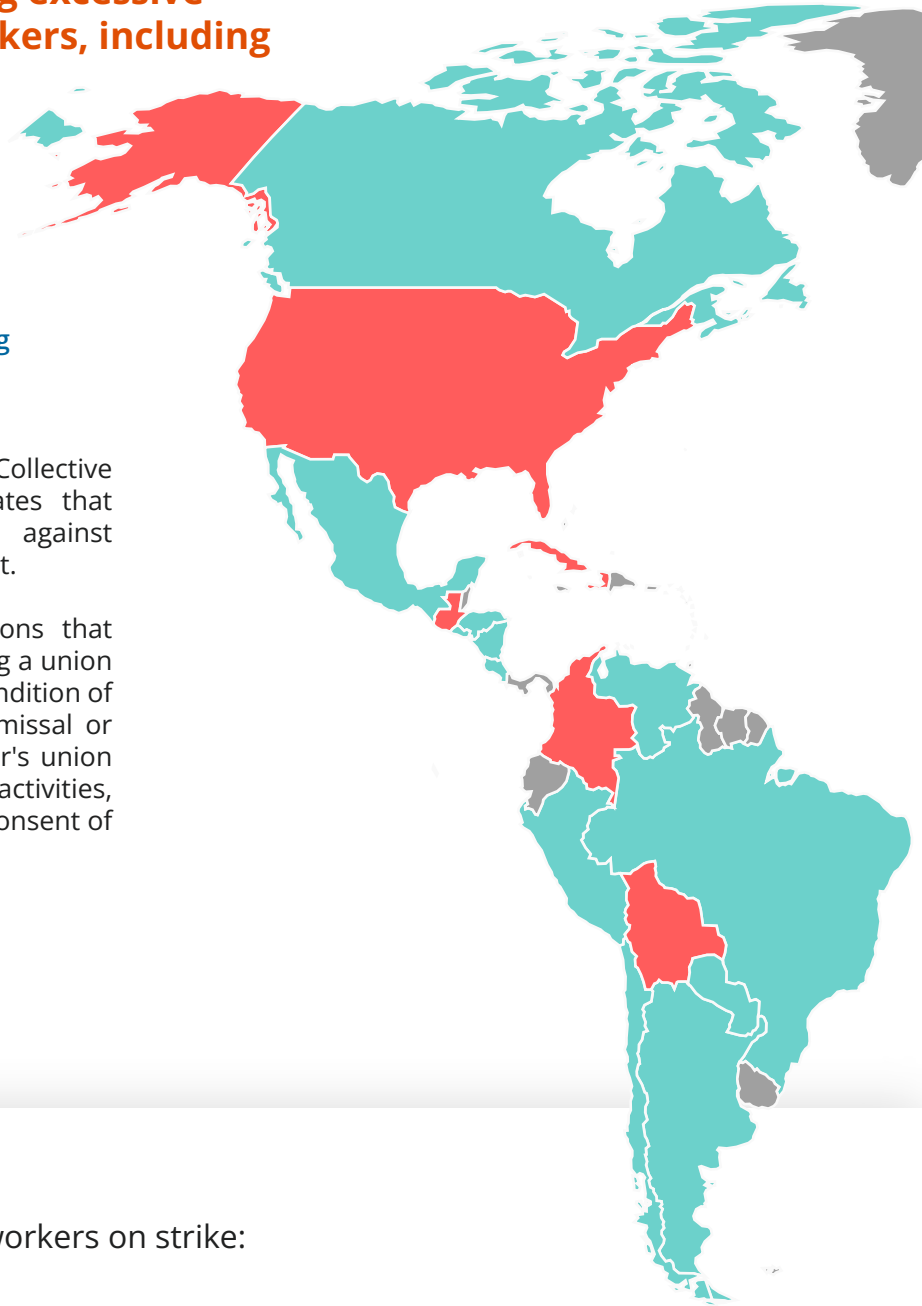 g excessive
kers, including
g
Collective
ates that
against
t.
ons that
g a union
ndition of
missal or
r's union
activities,
onsent of
workers on strike: